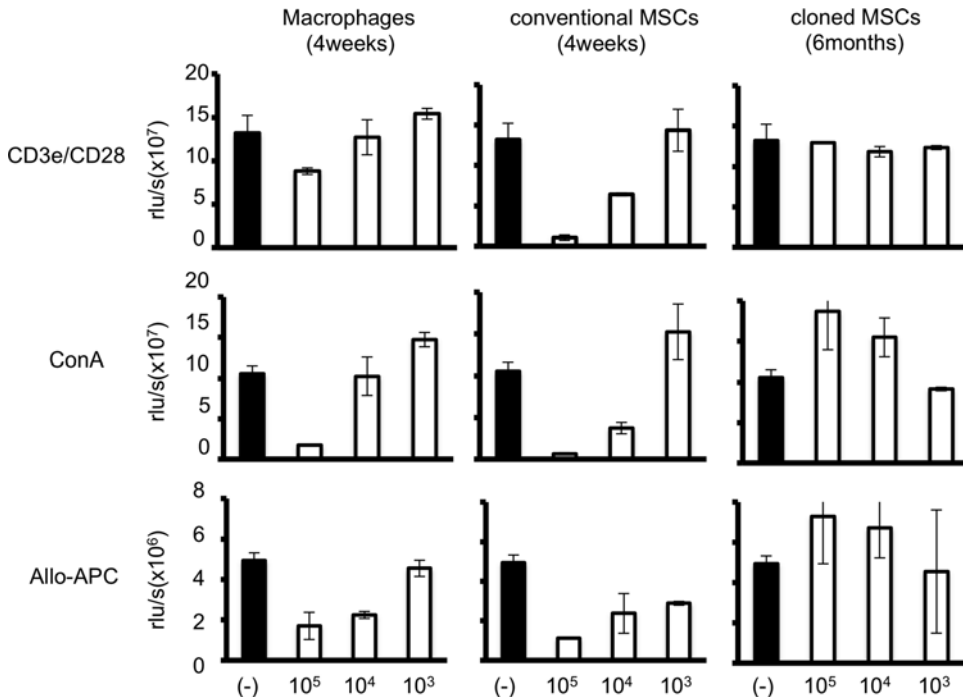 Macrophages
(4weeks)
conventional MSCs
(4weeks)
cloned MSCs
(6months)
CD3e/CD28
rlu/s(x10⁷)
20
15
10
5
0
ConA
rlu/s(x10⁷)
20
15
10
5
0
Allo-APC
rlu/s(x10⁶)
8
6
4
2
0
(-) 10⁵ 10⁴ 10³
(-) 10⁵ 10⁴ 10³
(-) 10⁵ 10⁴ 10³